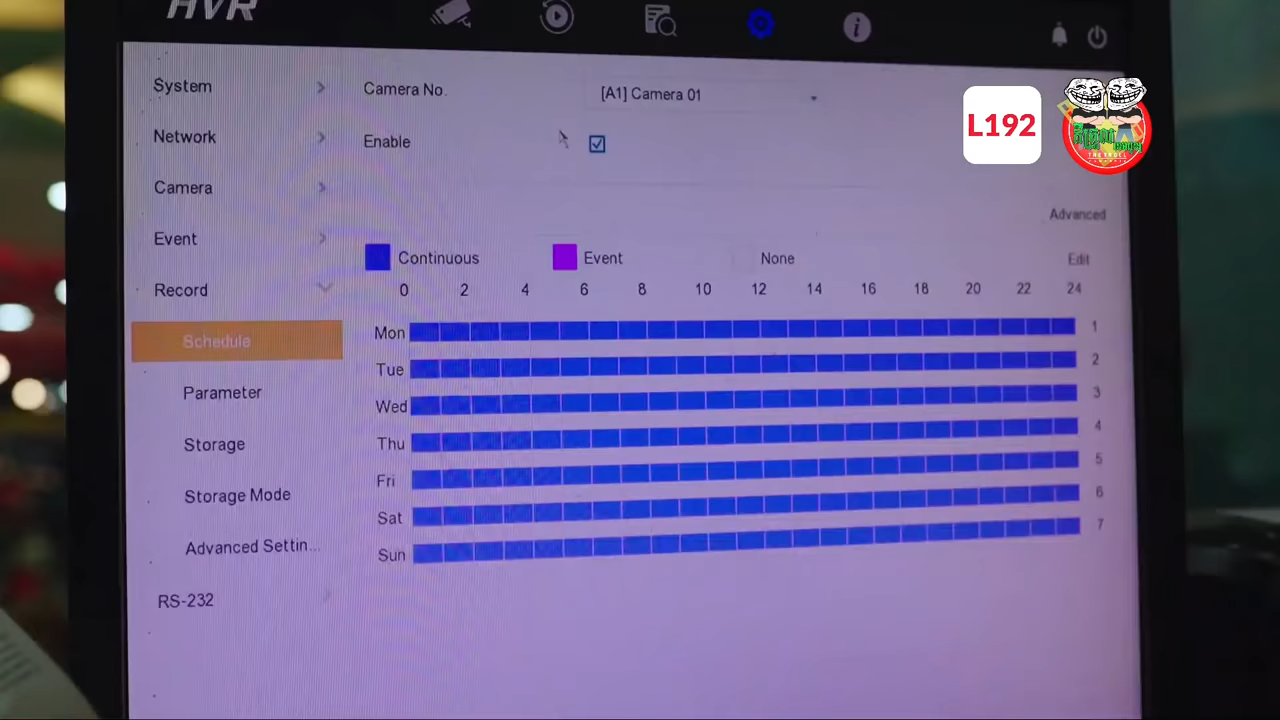 HVR
System
Camera No.
[A1] Camera 01
L192
Network
Enable
Camera
Advanced
Event
Continuous
Event
None
Edit
Record
0 2 4 6 8 10 12 14 16 18 20 22 24
Schedule
Mon 1
Tue 2
Parameter
Wed 3
Storage
Thu 4
Fri 5
Storage Mode
Sat 6
Advanced Settin...
Sun 7
RS-232